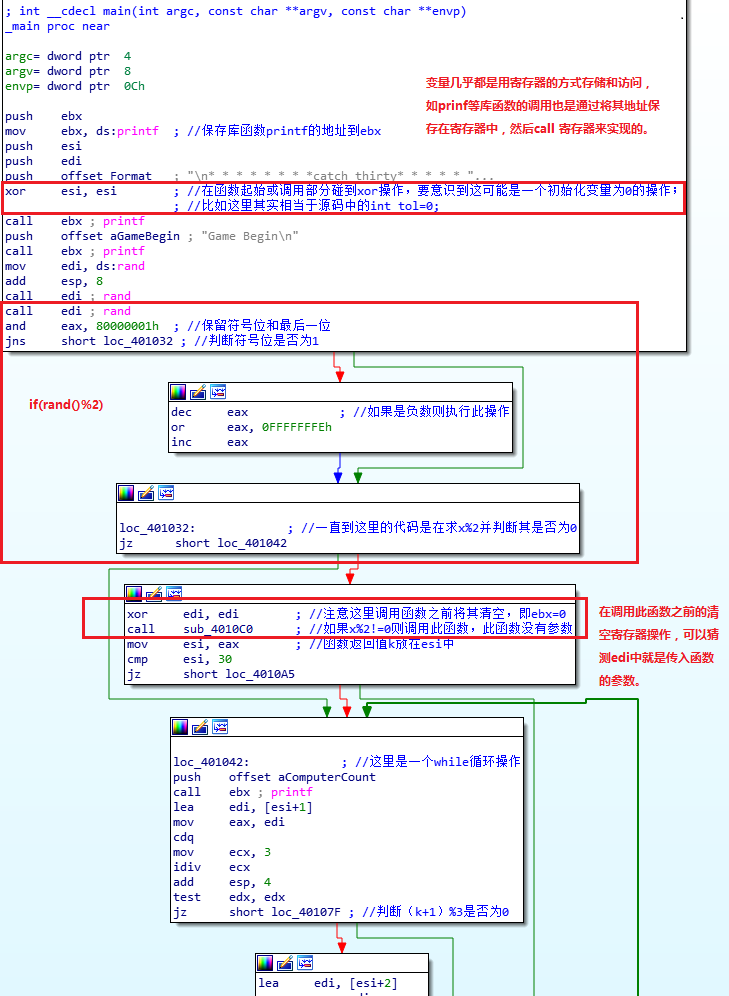 ; int __cdecl main(int argc, const char **argv, const char **envp)
_main proc near
argc= dword ptr  4
argv= dword ptr  8
envp= dword ptr  0Ch
变量几乎都是用寄存器的方式存储和访问，
如prinf等库函数的调用也是通过将其地址保
存在寄存器中，然后call 寄存器来实现的。
push    ebx
mov     ebx, ds:printf  ; //保存库函数printf的地址到ebx
push    esi
push    edi
push    offset Format   ; "\n* * * * * * * *catch thirty* * * * * "...
xor     esi, esi        ; //在函数起始或调用部分碰到xor操作，要意识到这可能是一个初始化变量为0的操作；
; //比如这里其实相当于源码中的int tol=0;
call    ebx ; printf
push    offset aGameBegin ; "Game Begin\n"
call    ebx ; printf
mov     edi, ds:rand
add     esp, 8
call    edi ; rand
call    edi ; rand
and     eax, 80000001h  ; //保留符号位和最后一位
jns     short loc_401032 ; //判断符号位是否为1
if(rand()%2)
dec     eax             ; //如果是负数则执行此操作
or      eax, 0FFFFFFFEh
inc     eax
loc_401032:             ; //一直到这里的代码是在求x%2并判断其是否为0
jz      short loc_401042
xor     edi, edi        ; //注意这里调用函数之前将其清空，即ebx=0
call    sub_4010C0      ; //如果x%2!=0则调用此函数，此函数没有参数
mov     esi, eax        ; //函数返回值k放在esi中
cmp     esi, 30
jz      short loc_4010A5
在调用此函数之前的清
空寄存器操作，可以猜
测edi中就是传入函数
的参数。
loc_401042:             ; //这里是一个while循环操作
push    offset aComputerCount
call    ebx ; printf
lea     edi, [esi+1]
mov     eax, edi
cdq
mov     ecx, 3
idiv    ecx
add     esp, 4
test    edx, edx
jz      short loc_40107F ; //判断（k+1）%3是否为0
lea     edi, [esi+2]